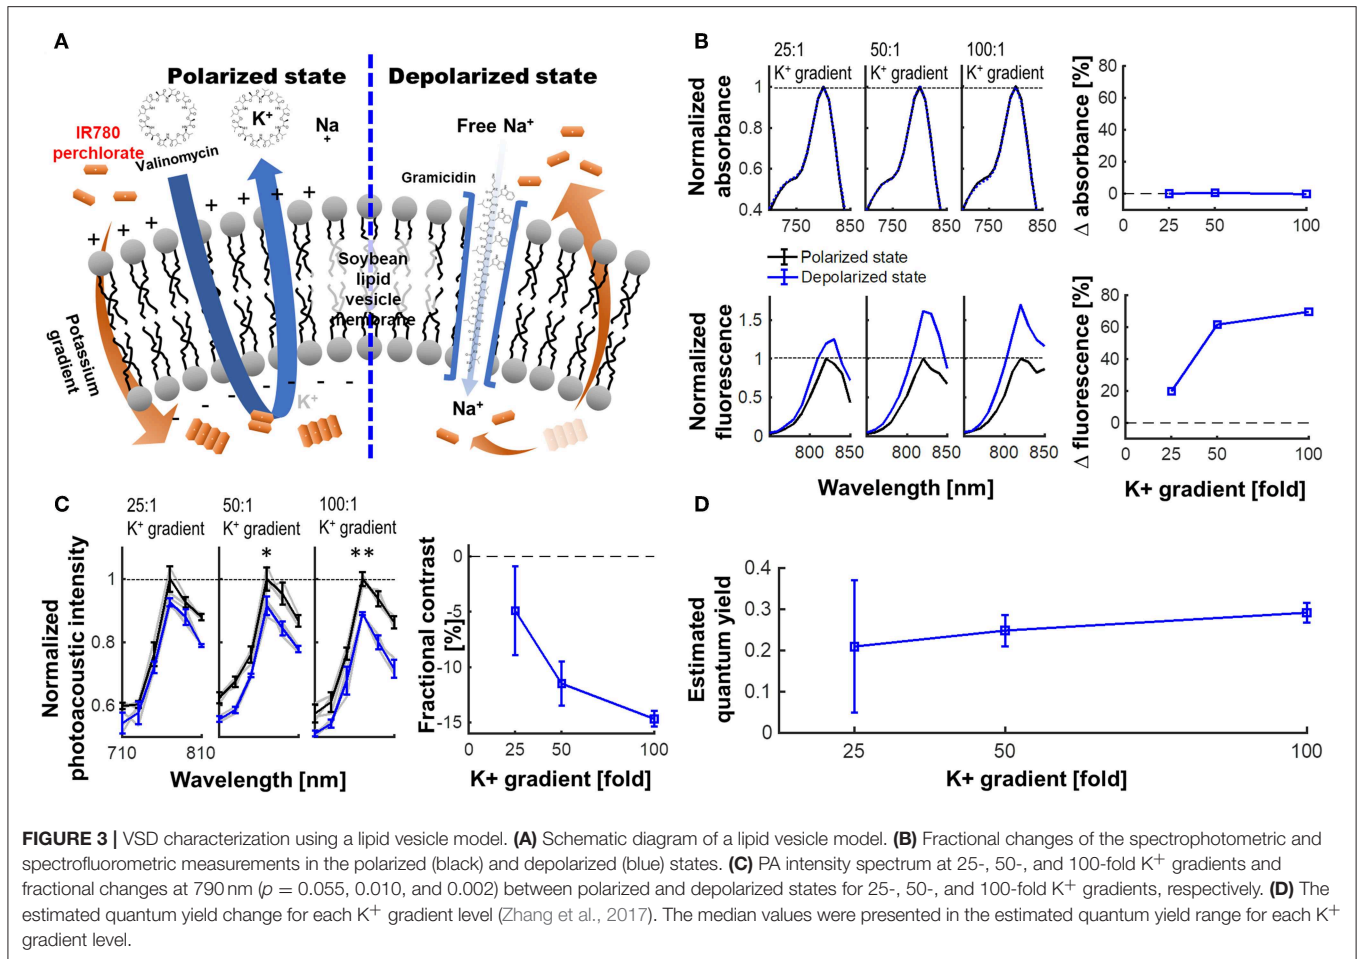 A
Polarized state
Depolarized state
IR780
perchlorate
Valinomycin
K+
Na
+
Free Na+
Gramicidin
+ + + + + + + +
Soybean
lipid
vesicle
membrane
Potassium
gradient
- - - - - - -
K+
Na+
B
25:1
K+ gradient
50:1
K+ gradient
100:1
K+ gradient
Normalized
absorbance
1
0.8
0.6
0.4
750 850 750 850 750 850
Δ absorbance [%]
80
60
40
20
0
0 50 100
Polarized state
Depolarized state
Normalized
fluorescence
1.5
1
0.5
0
800 850 800 850 800 850
Wavelength [nm]
Δ fluorescence [%]
80
60
40
20
0
0 25 50 100
K+ gradient [fold]
C
25:1
K+ gradient
50:1
K+ gradient
100:1
K+ gradient
* **
Normalized
photoacoustic intensity
1
0.8
0.6
710 810
Wavelength [nm]
Fractional contrast
[%]
0
-5
-10
-15
0 25 50 100
K+ gradient [fold]
D
Estimated
quantum yield
0.4
0.3
0.2
0.1
0
25 50 100
K+ gradient [fold]
FIGURE 3 | VSD characterization using a lipid vesicle model. (A) Schematic diagram of a lipid vesicle model. (B) Fractional changes of the spectrophotometric and
spectrofluorometric measurements in the polarized (black) and depolarized (blue) states. (C) PA intensity spectrum at 25-, 50-, and 100-fold K+ gradients and
fractional changes at 790 nm (p = 0.055, 0.010, and 0.002) between polarized and depolarized states for 25-, 50-, and 100-fold K+ gradients, respectively. (D) The
estimated quantum yield change for each K+ gradient level (Zhang et al., 2017). The median values were presented in the estimated quantum yield range for each K+
gradient level.